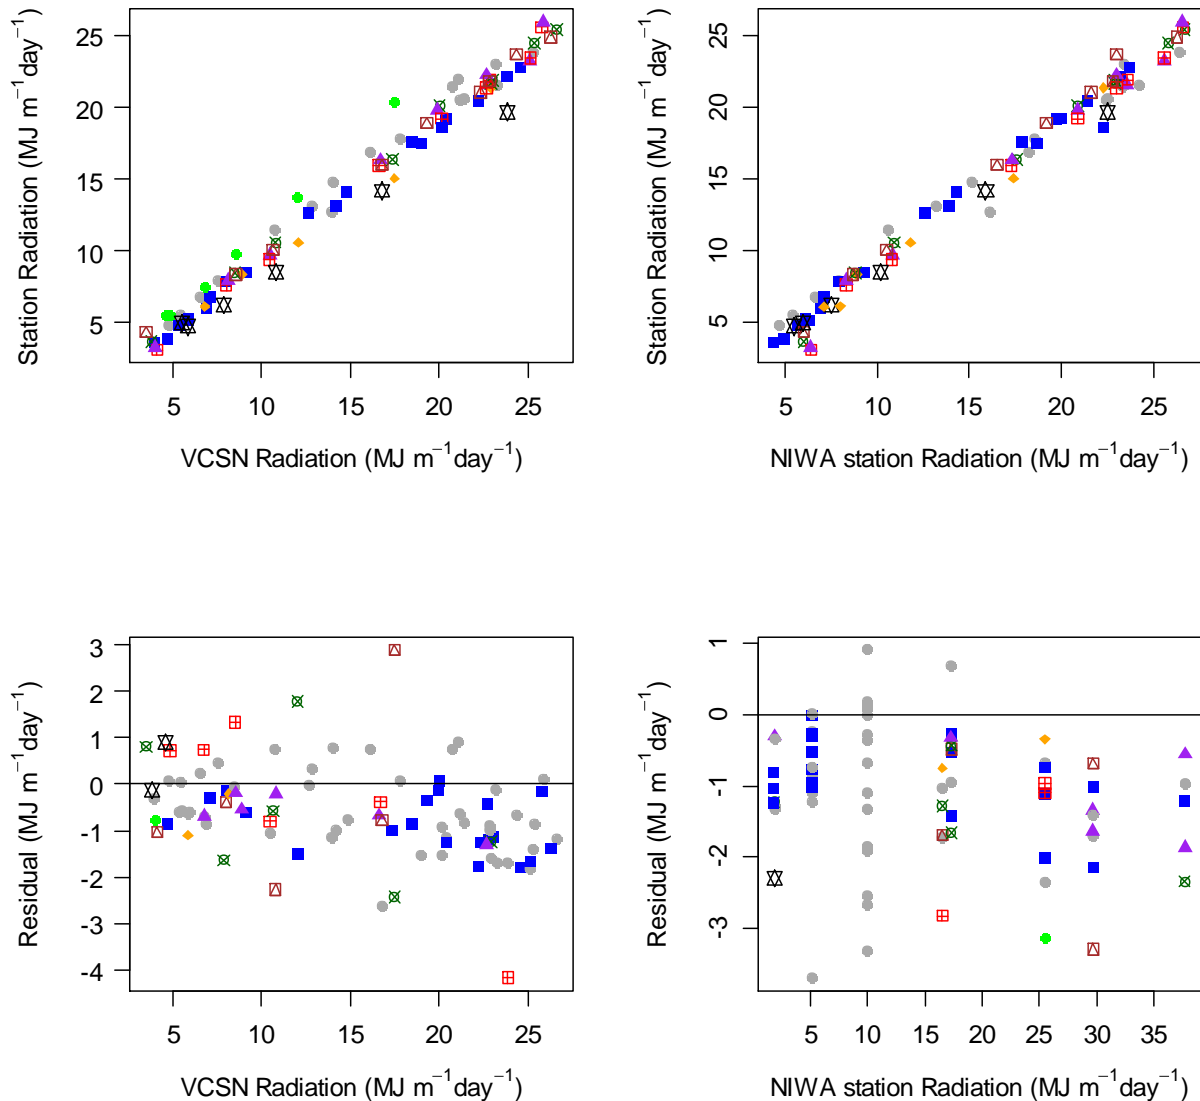 Station Radiation (MJ m⁻¹day⁻¹)
25
20
15
10
5
5 10 15 20 25
VCSN Radiation (MJ m⁻¹day⁻¹)
Station Radiation (MJ m⁻¹day⁻¹)
25
20
15
10
5
5 10 15 20 25
NIWA station Radiation (MJ m⁻¹day⁻¹)
Residual (MJ m⁻¹day⁻¹)
3
2
1
0
-1
-2
-3
-4
5 10 15 20 25
VCSN Radiation (MJ m⁻¹day⁻¹)
Residual (MJ m⁻¹day⁻¹)
1
0
-1
-2
-3
5 10 15 20 25 30 35
NIWA station Radiation (MJ m⁻¹day⁻¹)